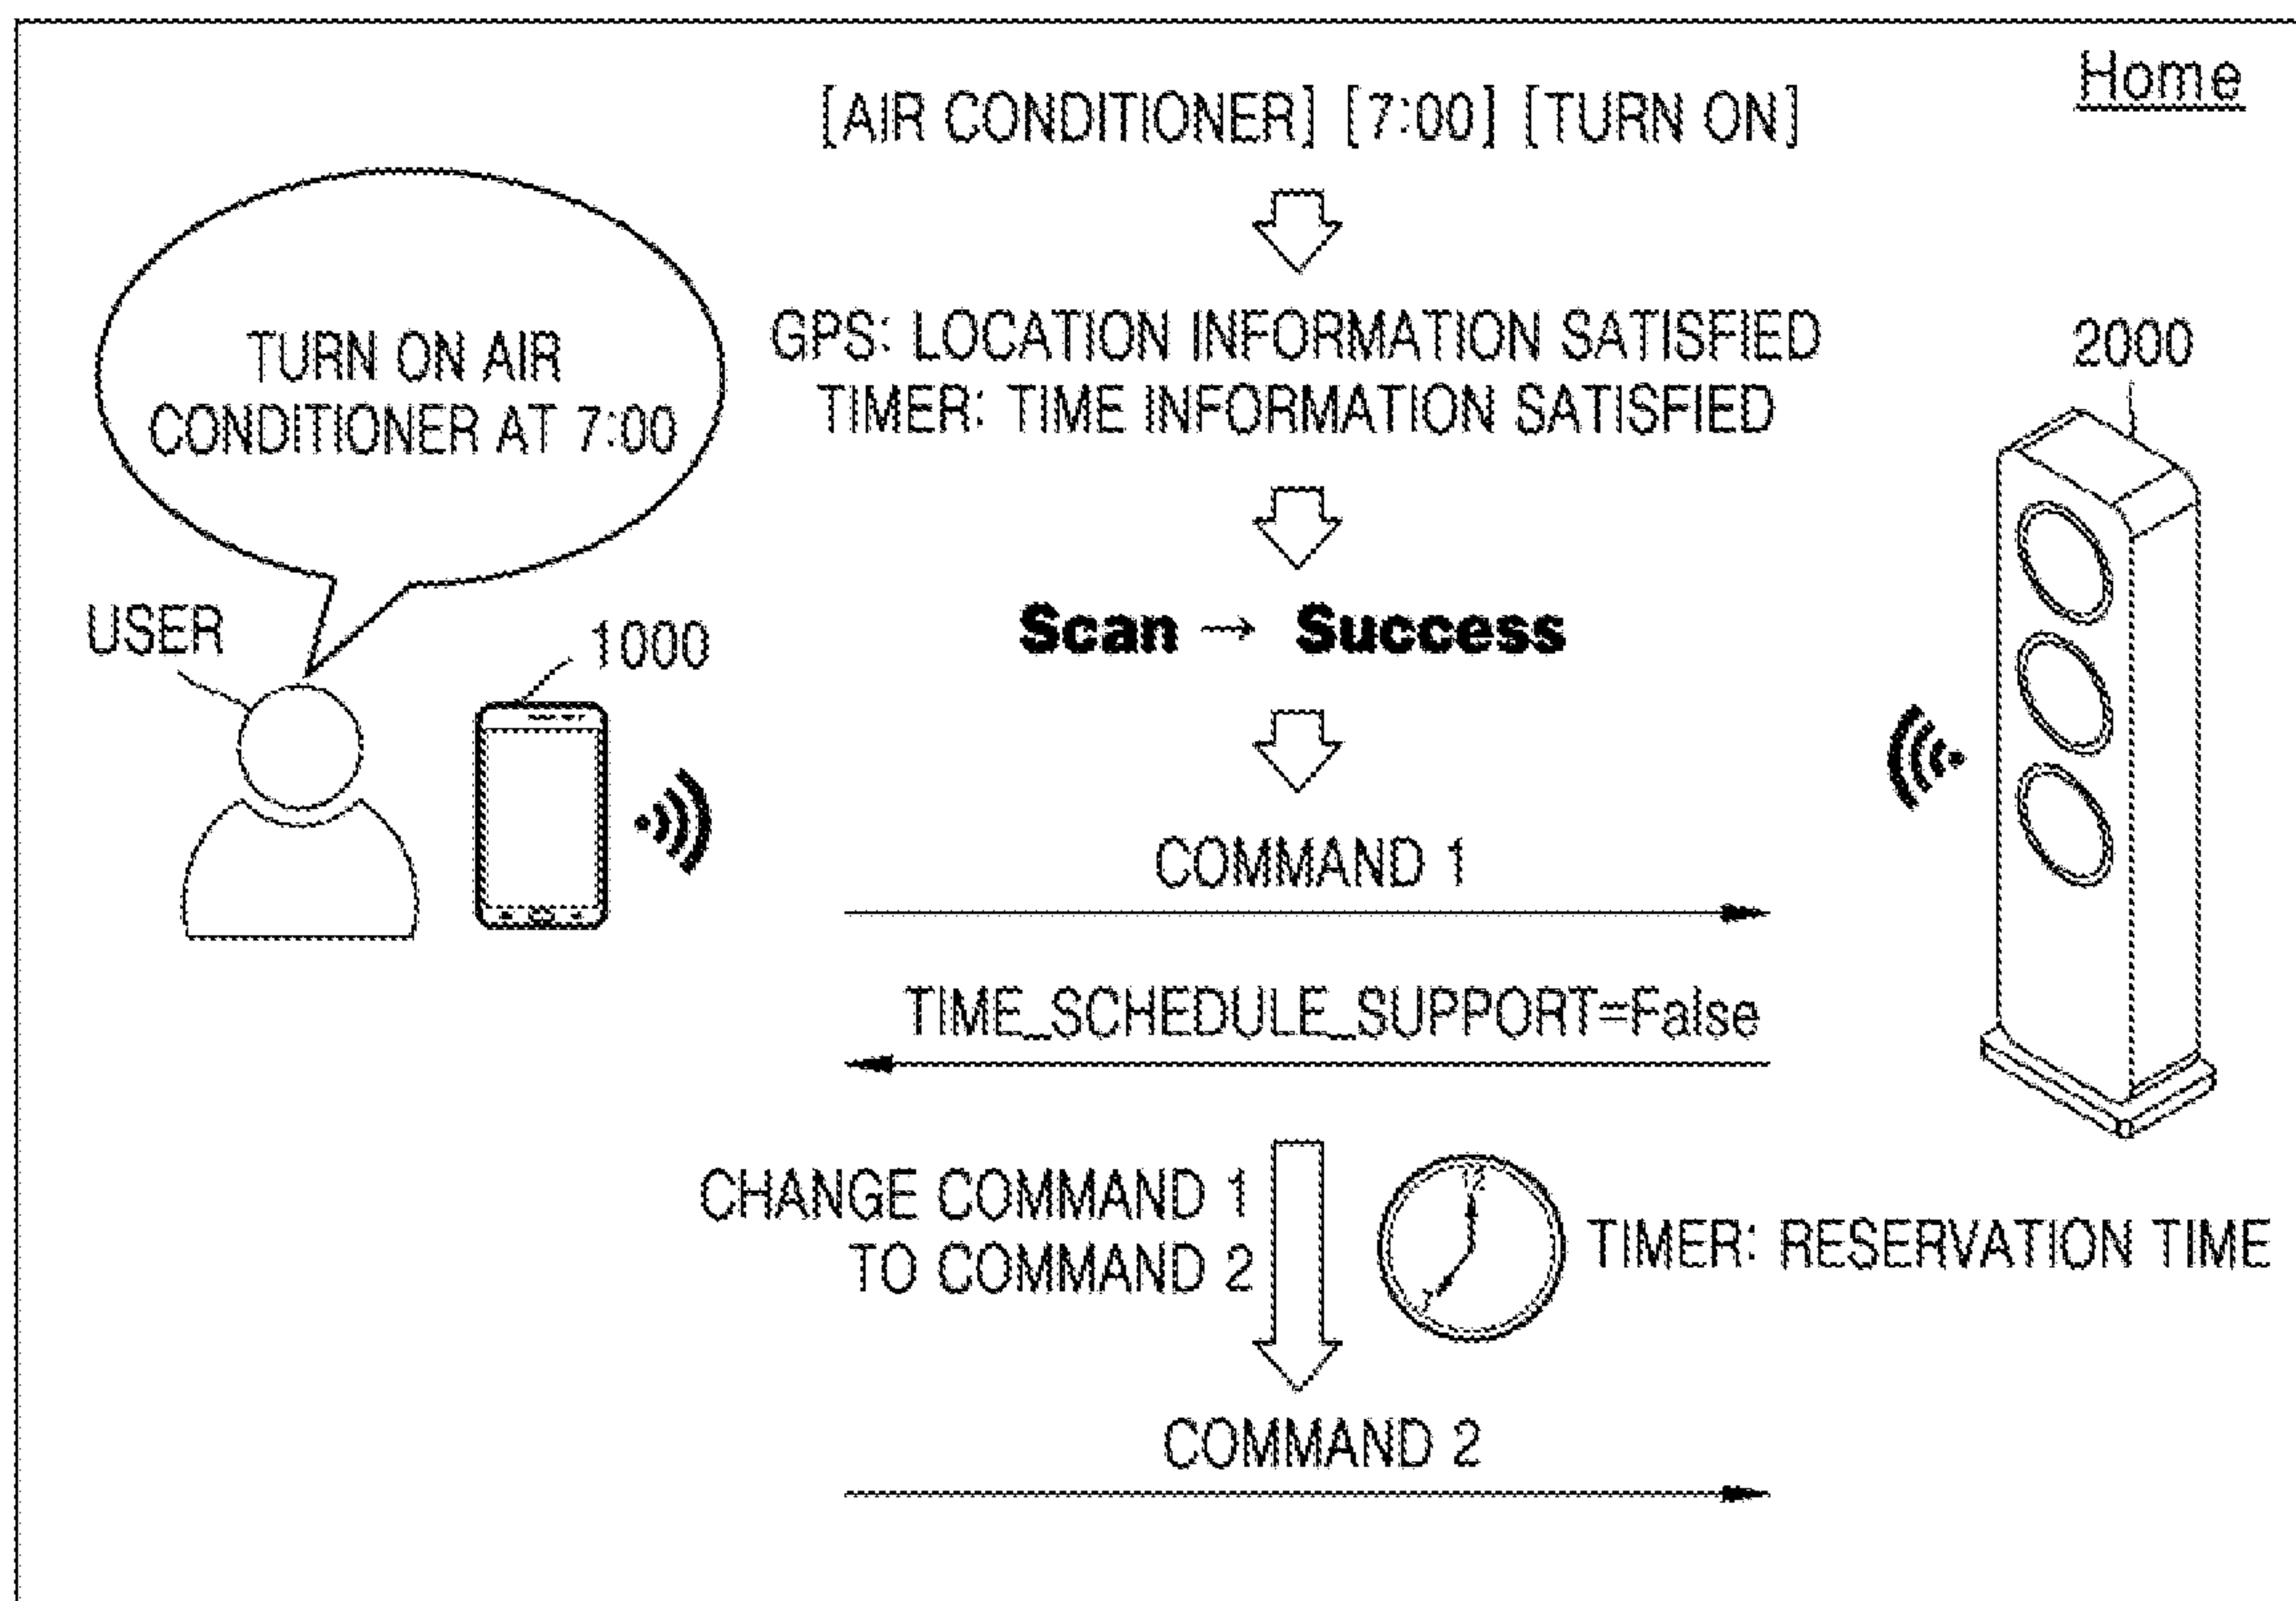 Home
[AIR CONDITIONER] [7:00] [TURN ON]
TURN ON AIR
CONDITIONER AT 7:00
GPS: LOCATION INFORMATION SATISFIED
TIMER: TIME INFORMATION SATISFIED
2000
USER
1000
Scan → Success
COMMAND 1
TIME_SCHEDULE_SUPPORT=False
CHANGE COMMAND 1
TO COMMAND 2
12
7
TIMER: RESERVATION TIME
COMMAND 2